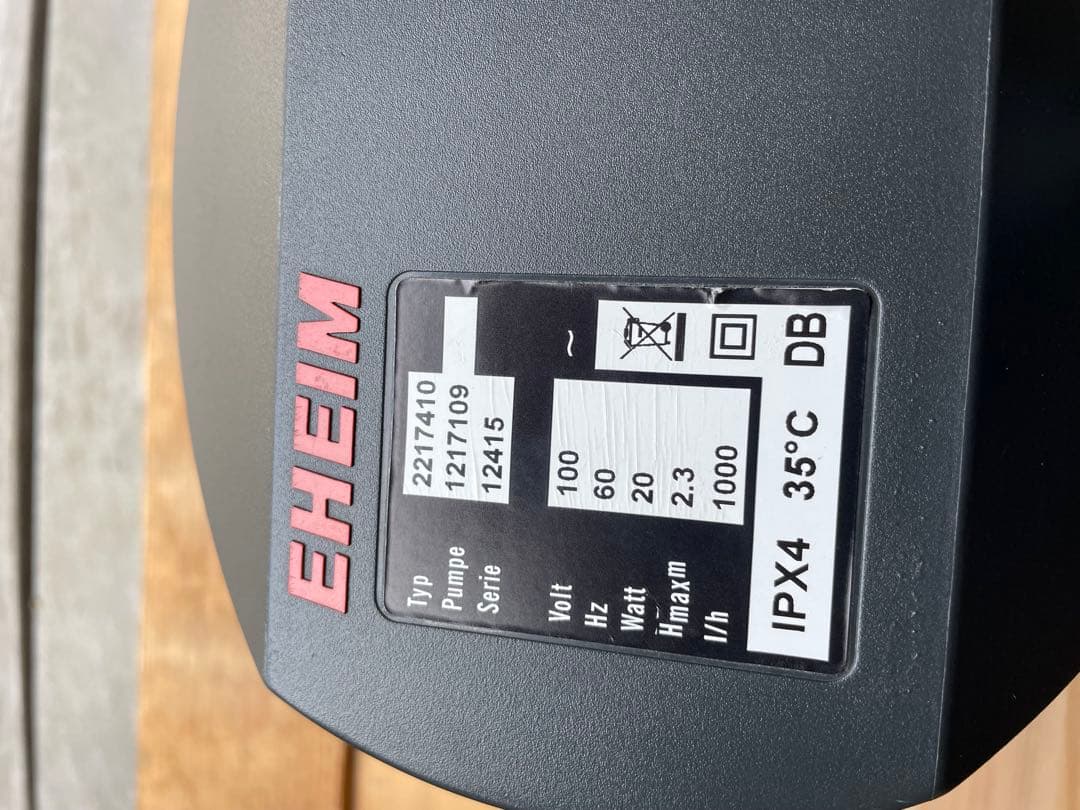 EHEIM
Typ 2217410
Pumpe 1217109
Serie 12415
Volt 100 ~
Hz 60
Watt 20
Hmax m 2.3
l/h 1000
IPX4 35°C DB